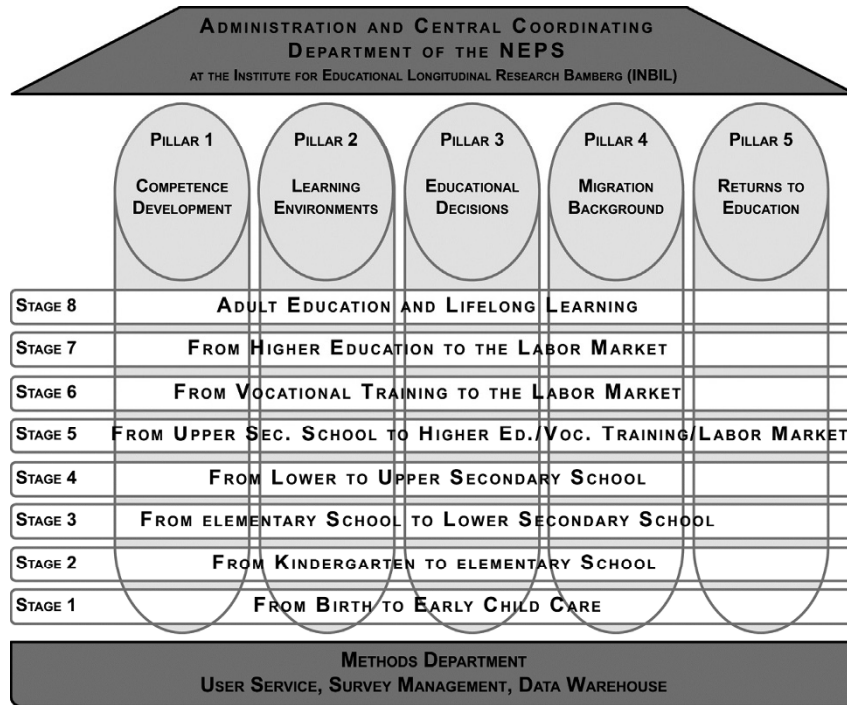 ADMINISTRATION AND CENTRAL COORDINATING
DEPARTMENT OF THE NEPS
AT THE INSTITUTE FOR EDUCATIONAL LONGITUDINAL RESEARCH BAMBERG (INBIL)
PILLAR 1
COMPETENCE
DEVELOPMENT
PILLAR 2
LEARNING
ENVIRONMENTS
PILLAR 3
EDUCATIONAL
DECISIONS
PILLAR 4
MIGRATION
BACKGROUND
PILLAR 5
RETURNS TO
EDUCATION
STAGE 8 ADULT EDUCATION AND LIFELONG LEARNING
STAGE 7 FROM HIGHER EDUCATION TO THE LABOR MARKET
STAGE 6 FROM VOCATIONAL TRAINING TO THE LABOR MARKET
STAGE 5 FROM UPPER SEC. SCHOOL TO HIGHER ED./VOC. TRAINING/LABOR MARKET
STAGE 4 FROM LOWER TO UPPER SECONDARY SCHOOL
STAGE 3 FROM ELEMENTARY SCHOOL TO LOWER SECONDARY SCHOOL
STAGE 2 FROM KINDERGARTEN TO ELEMENTARY SCHOOL
STAGE 1 FROM BIRTH TO EARLY CHILD CARE
METHODS DEPARTMENT
USER SERVICE, SURVEY MANAGEMENT, DATA WAREHOUSE